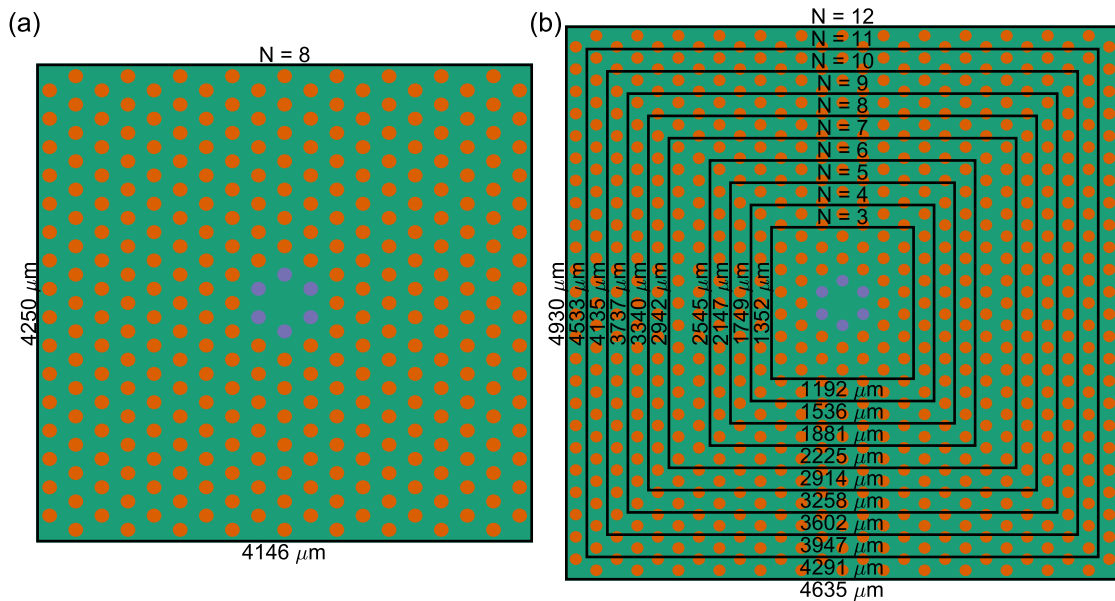 (a)
N = 8
4250 μm
4146 μm
(b)
N = 12
N = 11
N = 10
N = 9
N = 8
N = 7
N = 6
N = 5
N = 4
N = 3
4930 μm
4533 μm
4135 μm
3737 μm
3340 μm
2942 μm
2545 μm
2147 μm
1749 μm
1352 μm
1192 μm
1536 μm
1881 μm
2225 μm
2914 μm
3258 μm
3602 μm
3947 μm
4291 μm
4635 μm